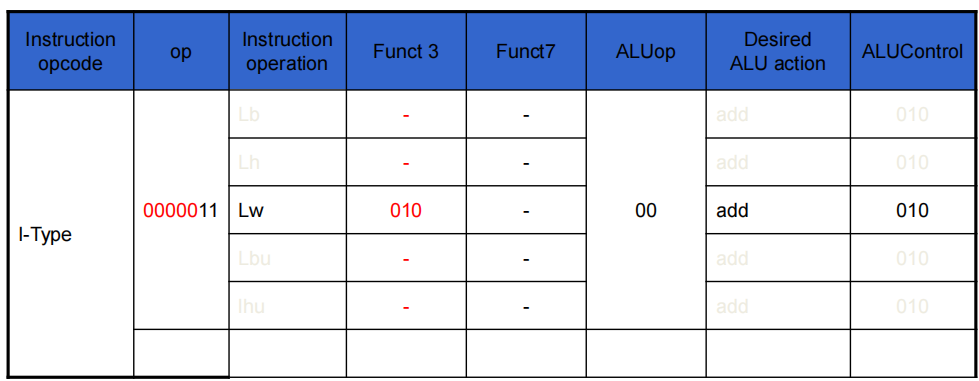 Instruction opcode op Instruction operation Funct 3 Funct7 ALUop Desired ALU action ALUControl
Lb - - add 010
Lh - - add 010
I-Type 0000011 Lw 010 - 00 add 010
Lbu - - add 010
lhu - - add 010